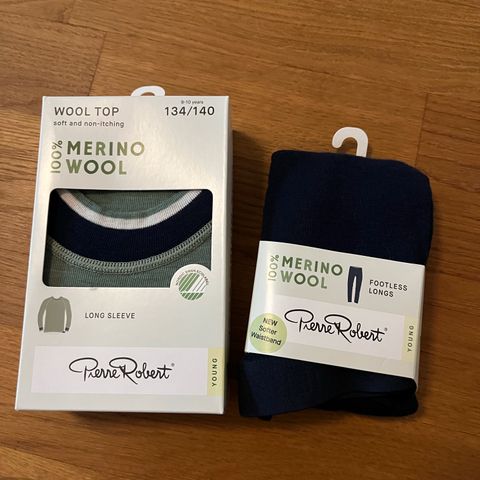 WOOL TOP
soft and non-itching
9-10 years
134/140
100% MERINO
WOOL
LONG SLEEVE
Pierre Robert®
YOUNG
100% MERINO
WOOL
FOOTLESS
LONGS
NEW
Softer
Waistband
Pierre Robert®
YOUNG